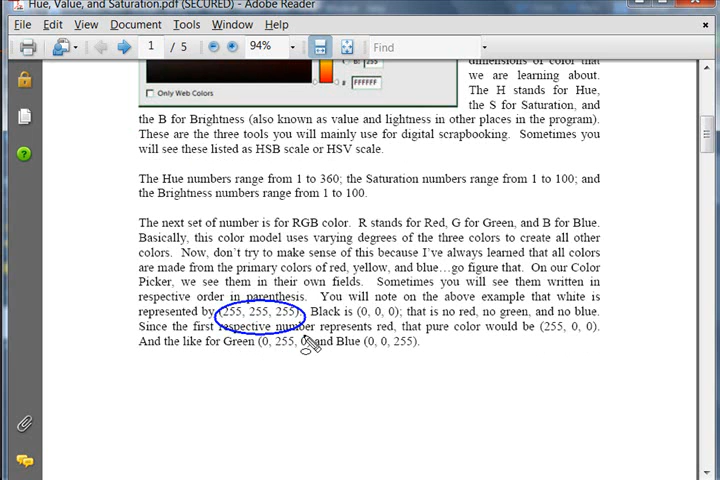 Hue, Value, and Saturation.pdf (SECURED) - Adobe Reader
File Edit View Document Tools Window Help
1 / 5 94% Find
dimensions of color that
B: 255
we are learning about.
# FFFFFF
The H stands for Hue,
Only Web Colors
the S for Saturation, and
the B for Brightness (also known as value and lightness in other places in the program).
These are the three tools you will mainly use for digital scrapbooking. Sometimes you
will see these listed as HSB scale or HSV scale.
The Hue numbers range from 1 to 360; the Saturation numbers range from 1 to 100; and
the Brightness numbers range from 1 to 100.
The next set of number is for RGB color. R stands for Red, G for Green, and B for Blue.
Basically, this color model uses varying degrees of the three colors to create all other
colors. Now, don't try to make sense of this because I've always learned that all colors
are made from the primary colors of red, yellow, and blue…go figure that. On our Color
Picker, we see them in their own fields. Sometimes you will see them written in
respective order in parenthesis. You will note on the above example that white is
represented by (255, 255, 255). Black is (0, 0, 0); that is no red, no green, and no blue.
Since the first respective number represents red, that pure color would be (255, 0, 0).
And the like for Green (0, 255, 0 and Blue (0, 0, 255).